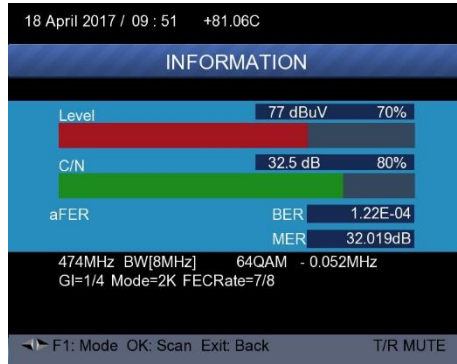 18 April 2017 / 09 : 51 +81.06C
INFORMATION
Level 77 dBuV 70%
C/N 32.5 dB 80%
aFER BER 1.22E-04
MER 32.019dB
474MHz BW[8MHz] 64QAM - 0.052MHz
GI=1/4 Mode=2K FECRate=7/8
F1: Mode OK: Scan Exit: Back T/R MUTE